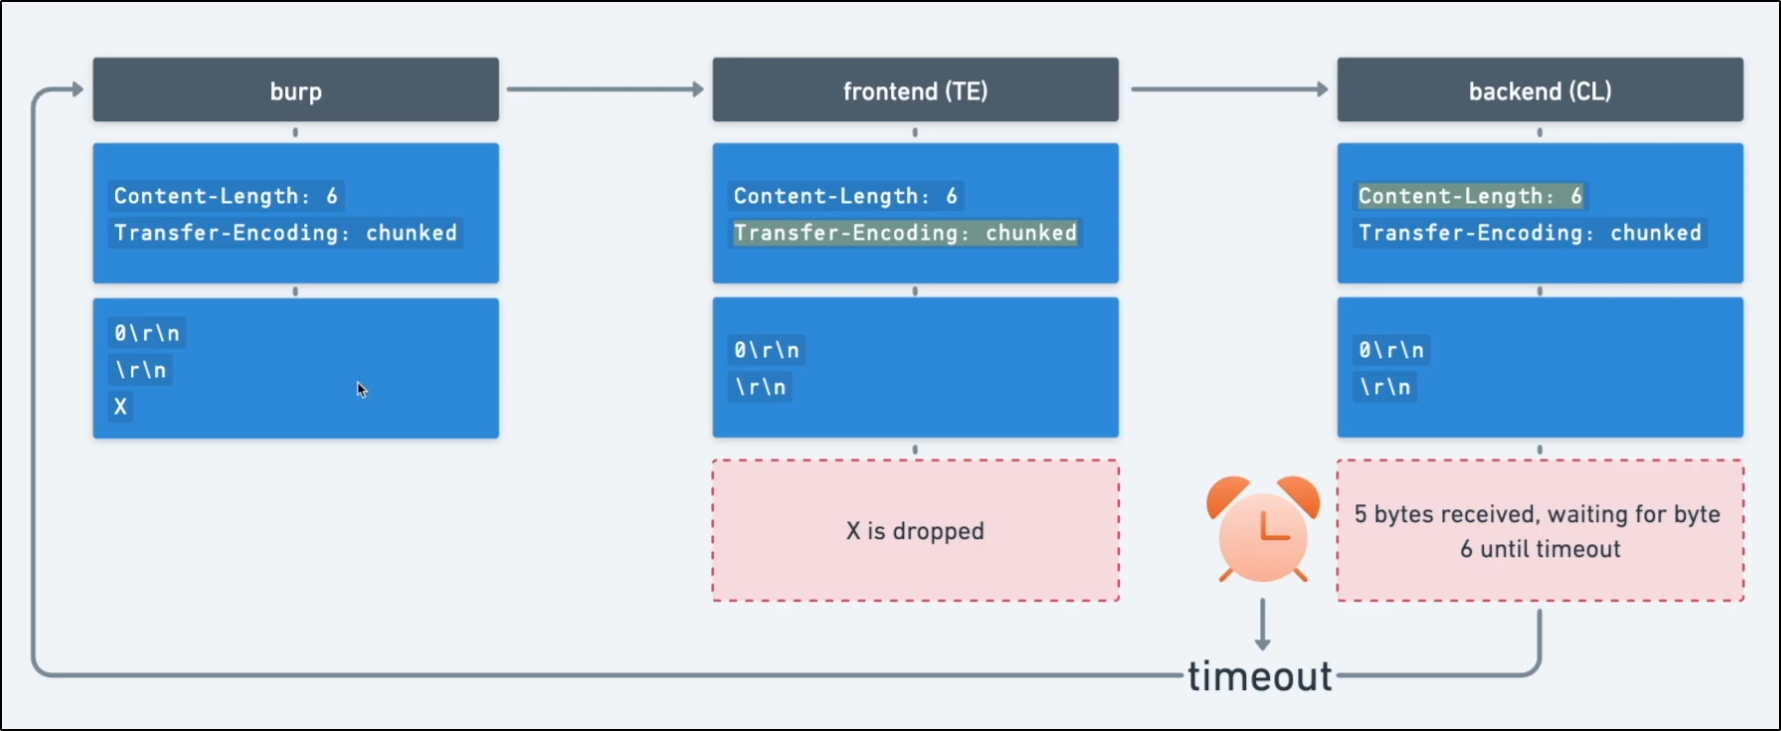 burp
Content-Length: 6
Transfer-Encoding: chunked
0\r\n
\r\n
X
frontend (TE)
Content-Length: 6
Transfer-Encoding: chunked
0\r\n
\r\n
X is dropped
backend (CL)
Content-Length: 6
Transfer-Encoding: chunked
0\r\n
\r\n
5 bytes received, waiting for byte
6 until timeout
timeout